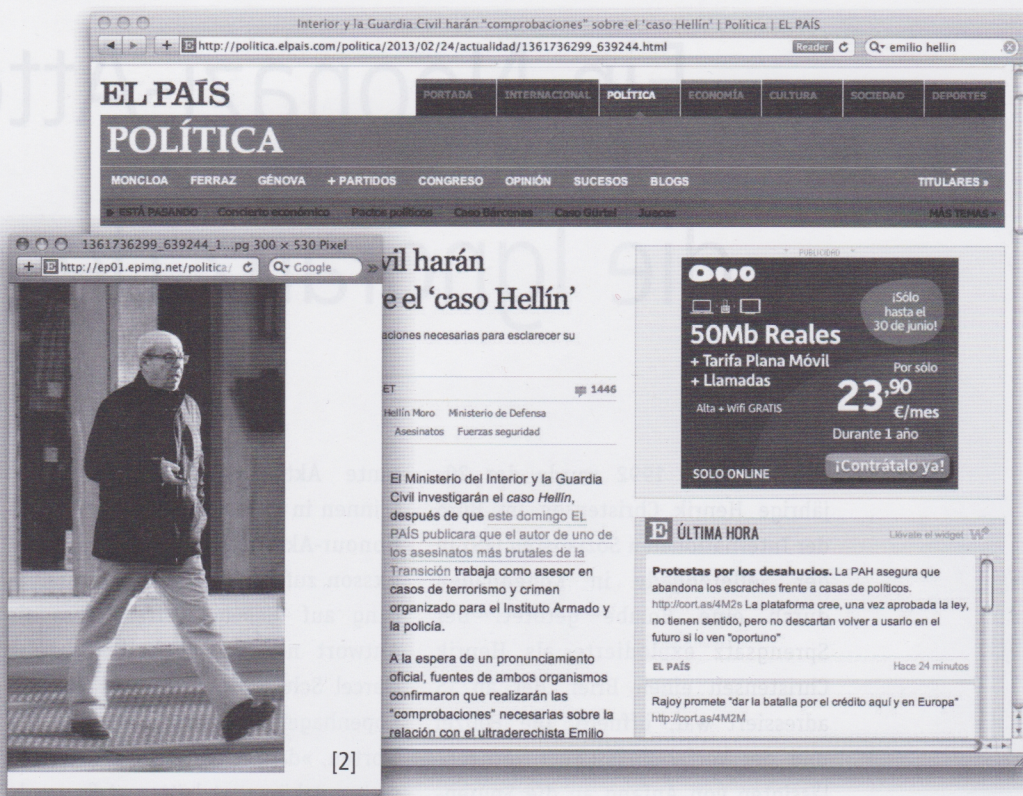 Interior y la Guardia Civil harán "comprobaciones" sobre el 'caso Hellín' | Política | EL PAÍS
http://politica.elpais.com/politica/2013/02/24/actualidad/1361736299_639244.html
Reader
emilio hellin
EL PAÍS
PORTADA
INTERNACIONAL
POLÍTICA
ECONOMÍA
CULTURA
SOCIEDAD
DEPORTES
POLÍTICA
MONCLOA
FERRAZ
GÉNOVA
+ PARTIDOS
CONGRESO
OPINIÓN
SUCESOS
BLOGS
TITULARES »
» ESTÁ PASANDO
Concierto económico
Pactos políticos
Caso Bárcenas
Caso Gürtel
Jueces
MÁS TEMAS »
1361736299_639244_1...pg 300 × 530 Pixel
http://ep01.epimg.net/politica/
Google
[2]
vil harán
e el 'caso Hellín'
aciones necesarias para esclarecer su
ET
1446
Hellín Moro Ministerio de Defensa
Asesinatos Fuerzas seguridad
El Ministerio del Interior y la Guardia
Civil investigarán el caso Hellín,
después de que este domingo EL
PAÍS publicara que el autor de uno de
los asesinatos más brutales de la
Transición trabaja como asesor en
casos de terrorismo y crimen
organizado para el Instituto Armado y
la policía.
A la espera de un pronunciamiento
oficial, fuentes de ambos organismos
confirmaron que realizarán las
"comprobaciones" necesarias sobre la
relación con el ultraderechista Emilio
PUBLICIDAD
ONO
50Mb Reales
+ Tarifa Plana Móvil
+ Llamadas
Alta + Wifi GRATIS
SOLO ONLINE
¡Sólo
hasta el
30 de junio!
Por sólo
23,90
€/mes
Durante 1 año
¡Contrátalo ya!
E ÚLTIMA HORA
Llévate el widget
Protestas por los desahucios. La PAH asegura que
abandona los escraches frente a casas de políticos.
http://cort.as/4M2s La plataforma cree, una vez aprobada la ley,
no tienen sentido, pero no descartan volver a usarlo en el
futuro si lo ven "oportuno"
EL PAÍS
Hace 24 minutos
Rajoy promete "dar la batalla por el crédito aquí y en Europa"
http://cort.as/4M2M